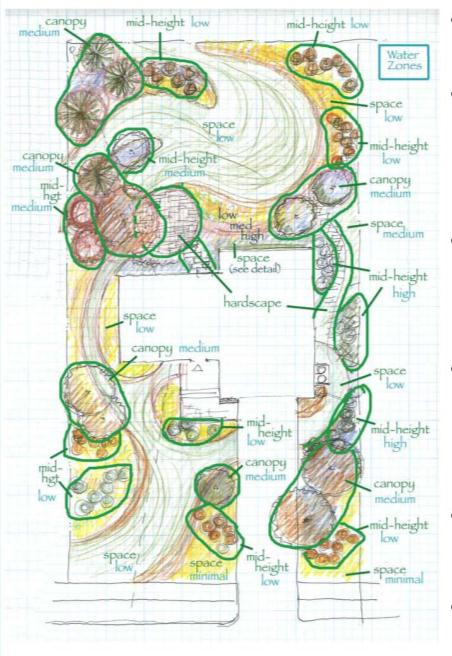 canopy
medium
mid-height low
mid-height low
Water
Zones
space
low
space
low
mid-height
low
canopy
medium
mid-height
medium
canopy
medium
mid-
hgt
medium
low
med
high
space
medium
space
(see detail)
mid-height
high
hardscape
space
low
canopy medium
space
low
mid-
height
low
mid-height
high
mid-
hgt
low
canopy
medium
canopy
medium
mid-height
low
space
low
space
minimal
mid-
height
low
space
minimal